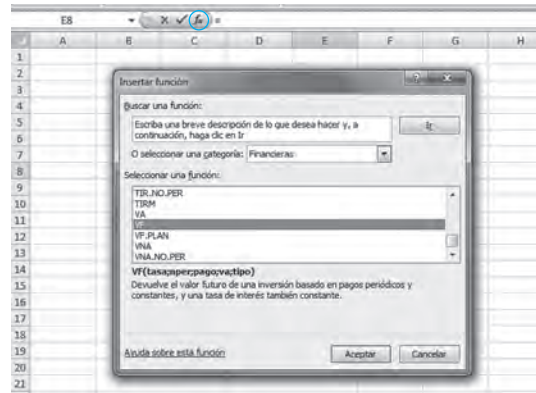 E8 fx =
A B C D E F G H
1
2
3
4
5
6
7
8
9
10
11
12
13
14
15
16
17
18
19
20
21
Insertar función
Buscar una función:
Escriba una breve descripción de lo que desea hacer y, a
continuación, haga clic en Ir
Ir
O seleccionar una categoría: Financieras
Seleccionar una función:
TIR.NO.PER
TIRM
VA
VF
VF.PLAN
VNA
VNA.NO.PER
VF(tasa;nper;pago;va;tipo)
Devuelve el valor futuro de una inversión basado en pagos periódicos y
constantes, y una tasa de interés también constante.
Ayuda sobre esta función
Aceptar Cancelar